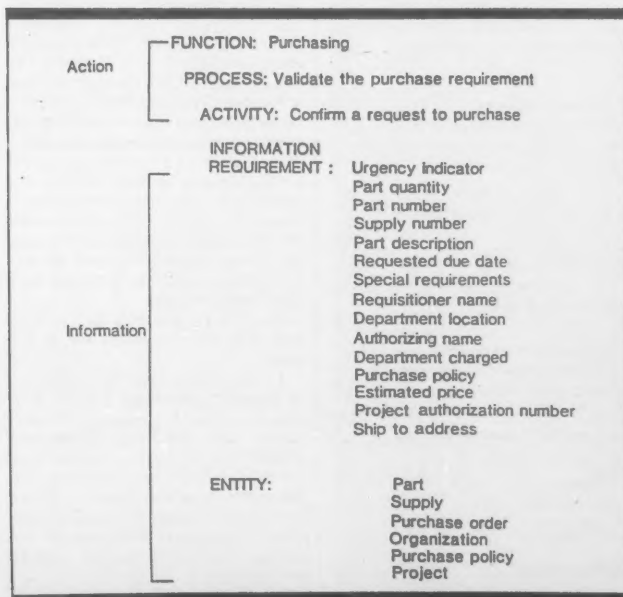 FUNCTION: Purchasing
Action
PROCESS: Validate the purchase requirement
ACTIVITY: Confirm a request to purchase
INFORMATION
REQUIREMENT : Urgency Indicator
Part quantity
Part number
Supply number
Part description
Requested due date
Special requirements
Requisitioner name
Department location
Information
Authorizing name
Department charged
Purchase policy
Estimated price
Project authorization number
Ship to address
ENTITY: Part
Supply
Purchase order
Organization
Purchase policy
Project